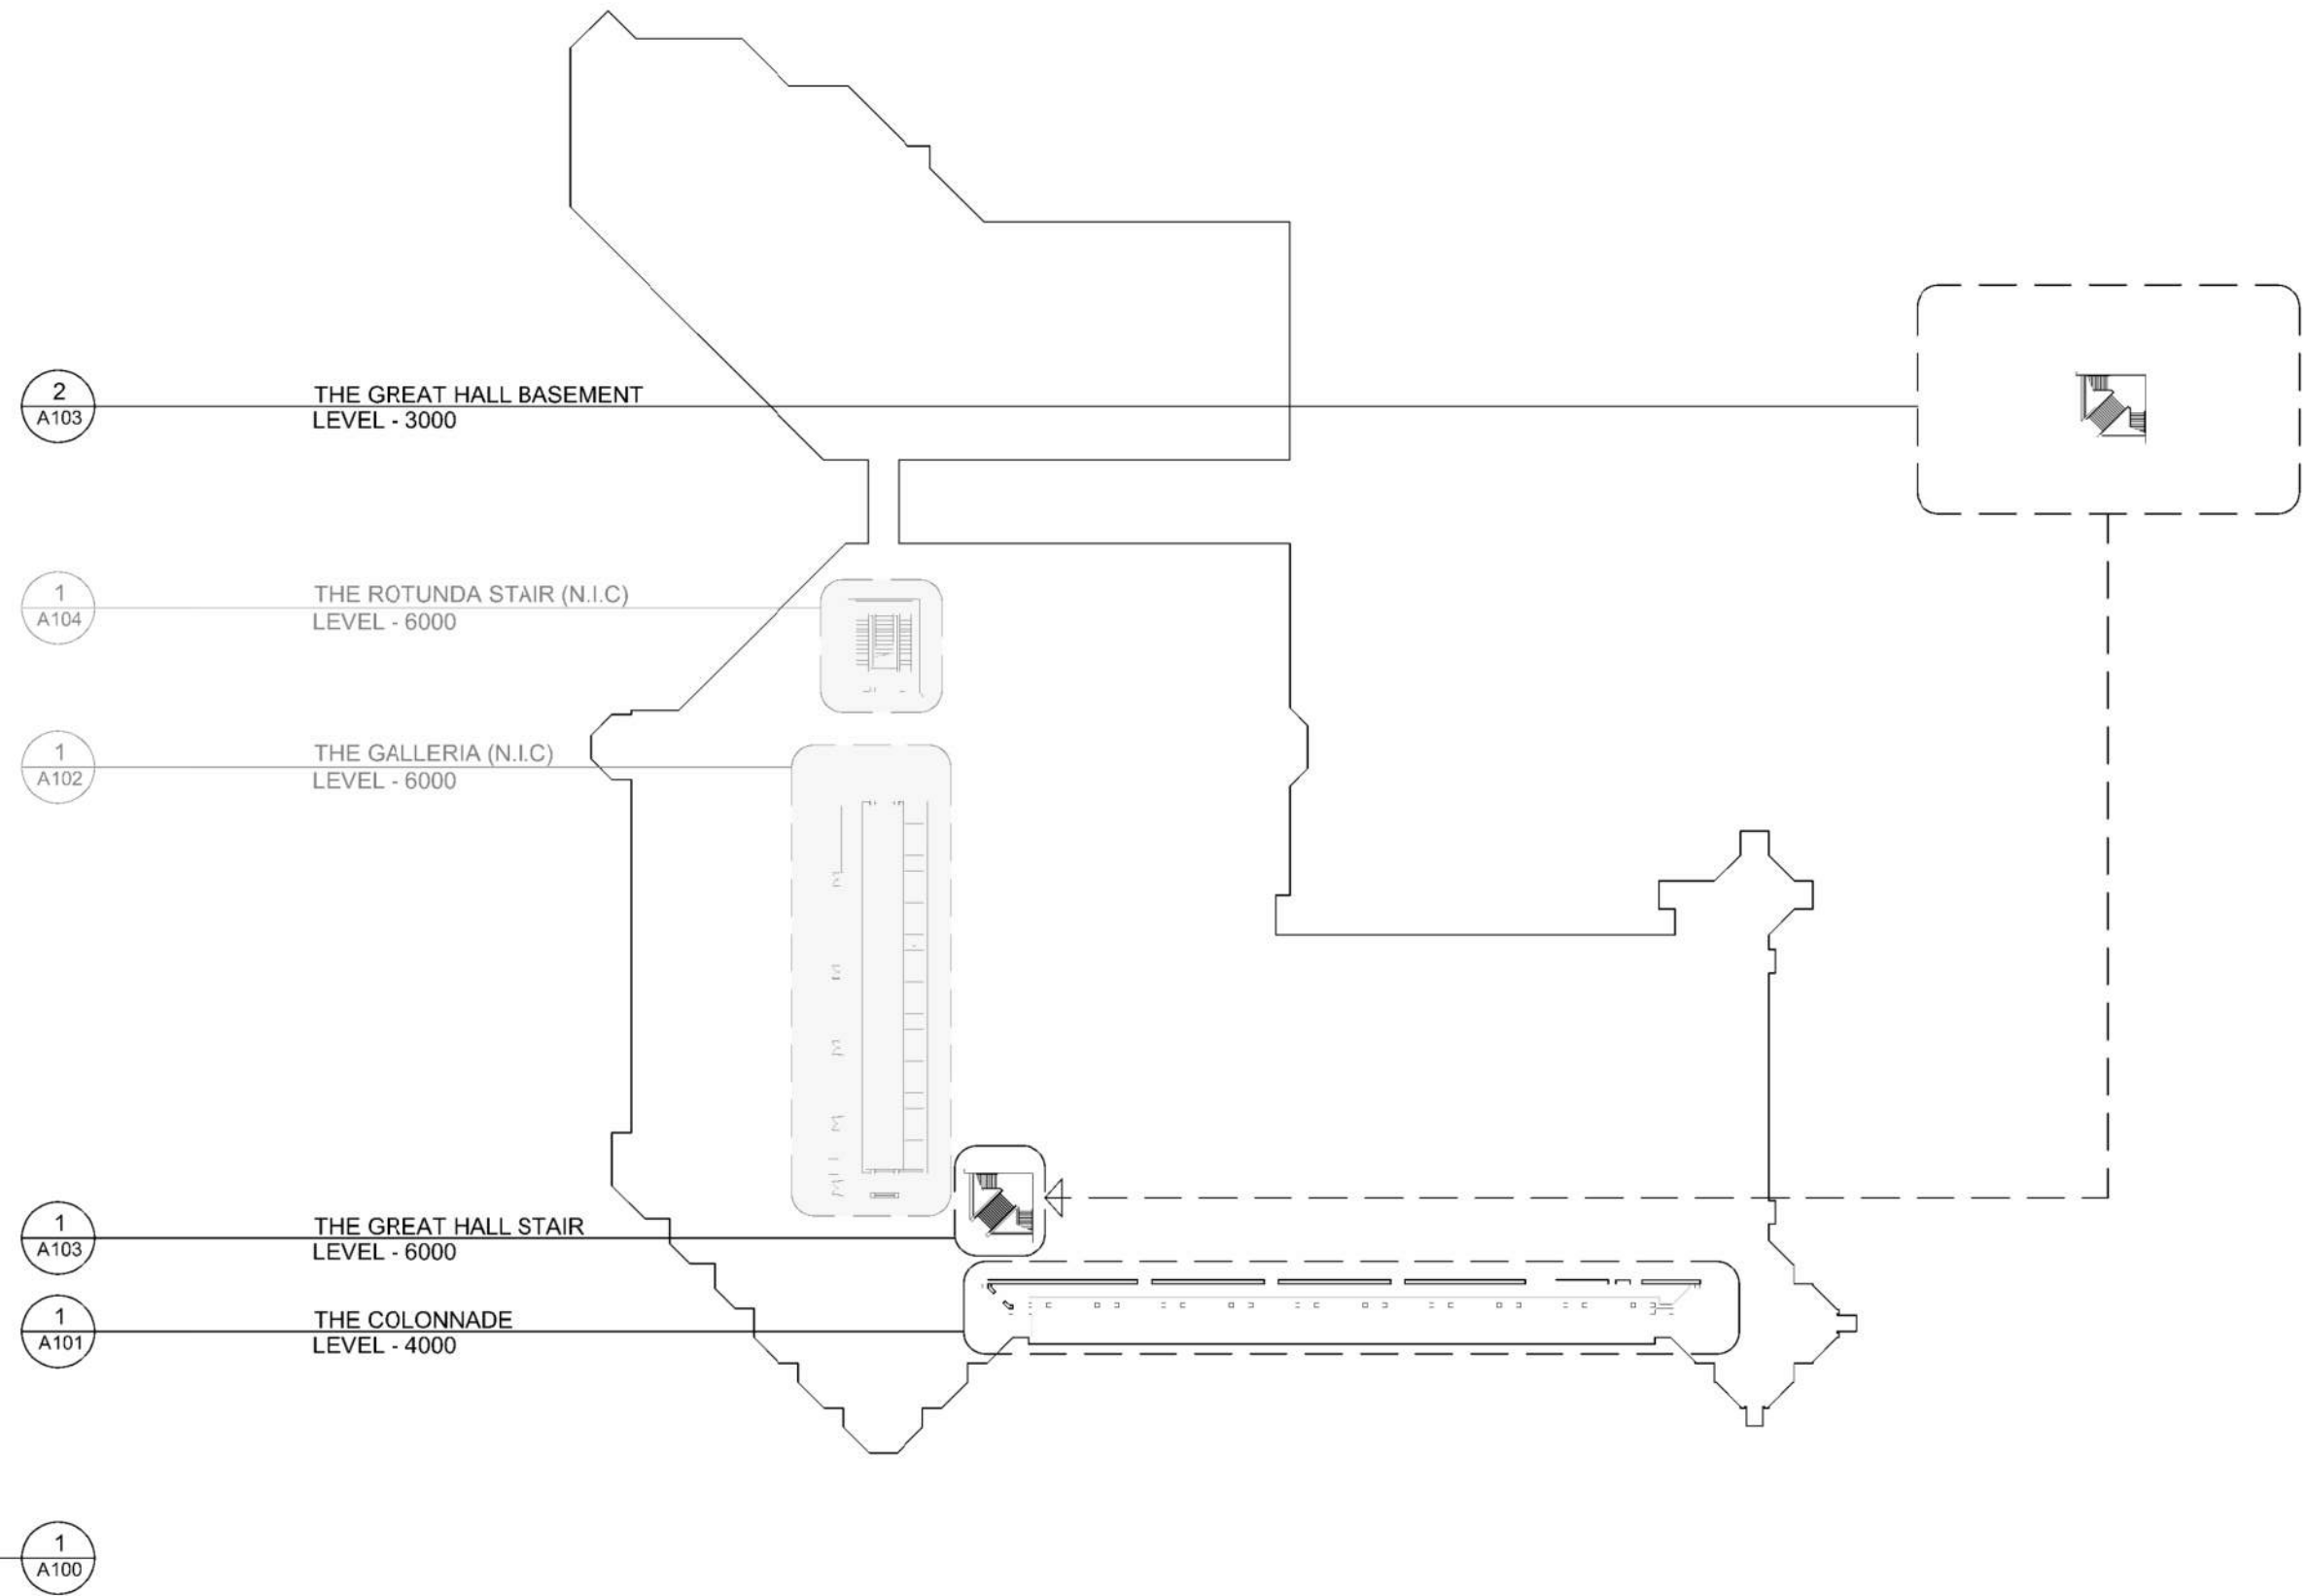 2
A103
THE GREAT HALL BASEMENT
LEVEL - 3000
1
A104
THE ROTUNDA STAIR (N.I.C)
LEVEL - 6000
1
A102
THE GALLERIA (N.I.C)
LEVEL - 6000
1
A103
THE GREAT HALL STAIR
LEVEL - 6000
1
A101
THE COLONNADE
LEVEL - 4000
1
A100